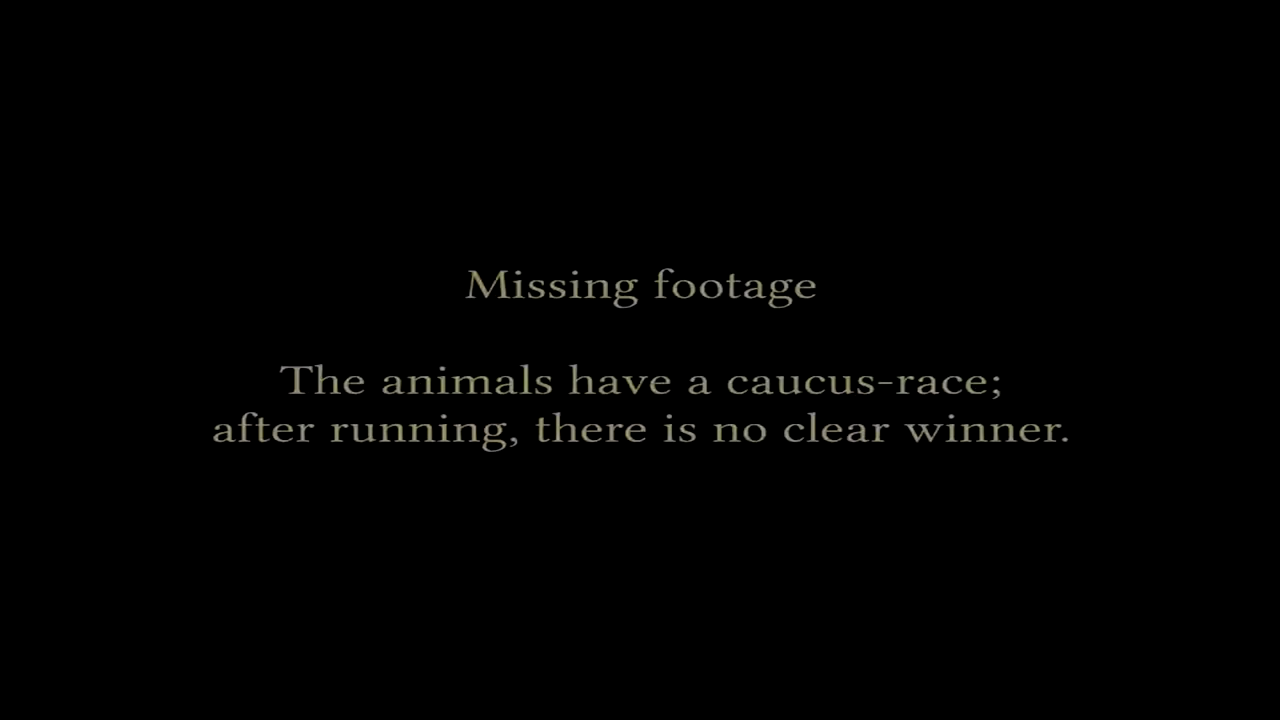 Missing footage
The animals have a caucus-race;
after running, there is no clear winner.